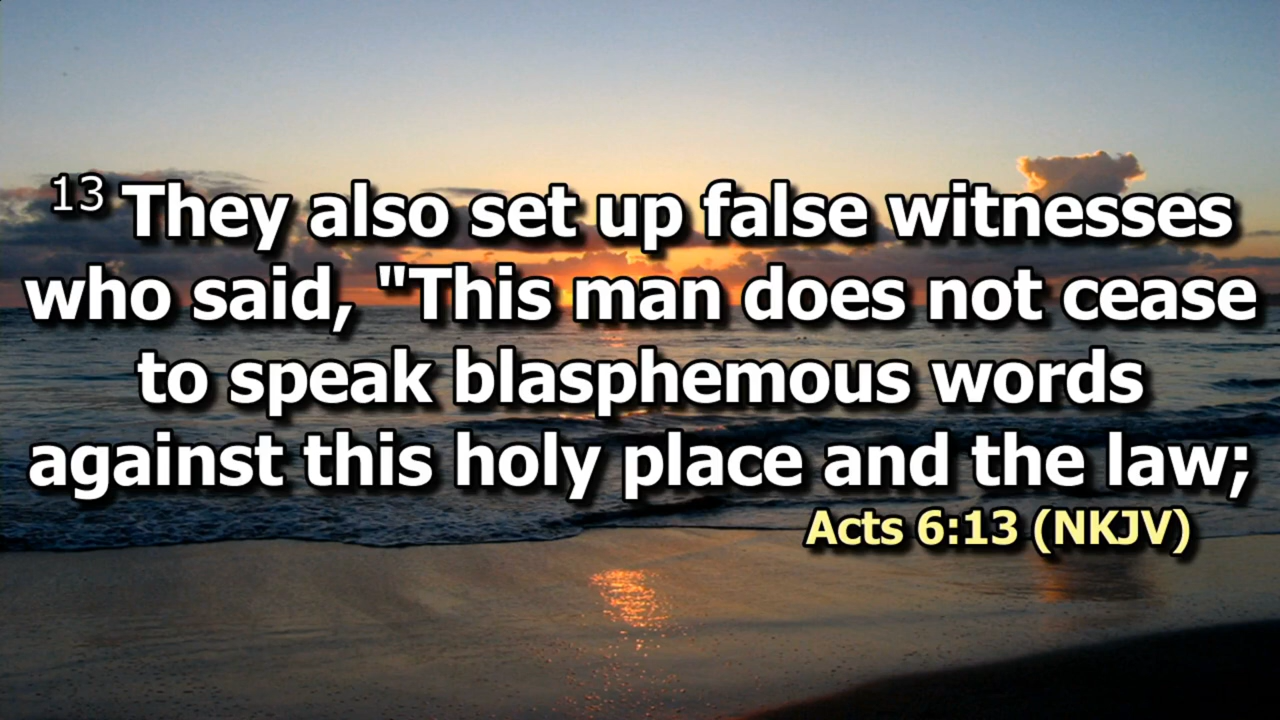 13 They also set up false witnesses
who said, "This man does not cease
to speak blasphemous words
against this holy place and the law;
Acts 6:13 (NKJV)